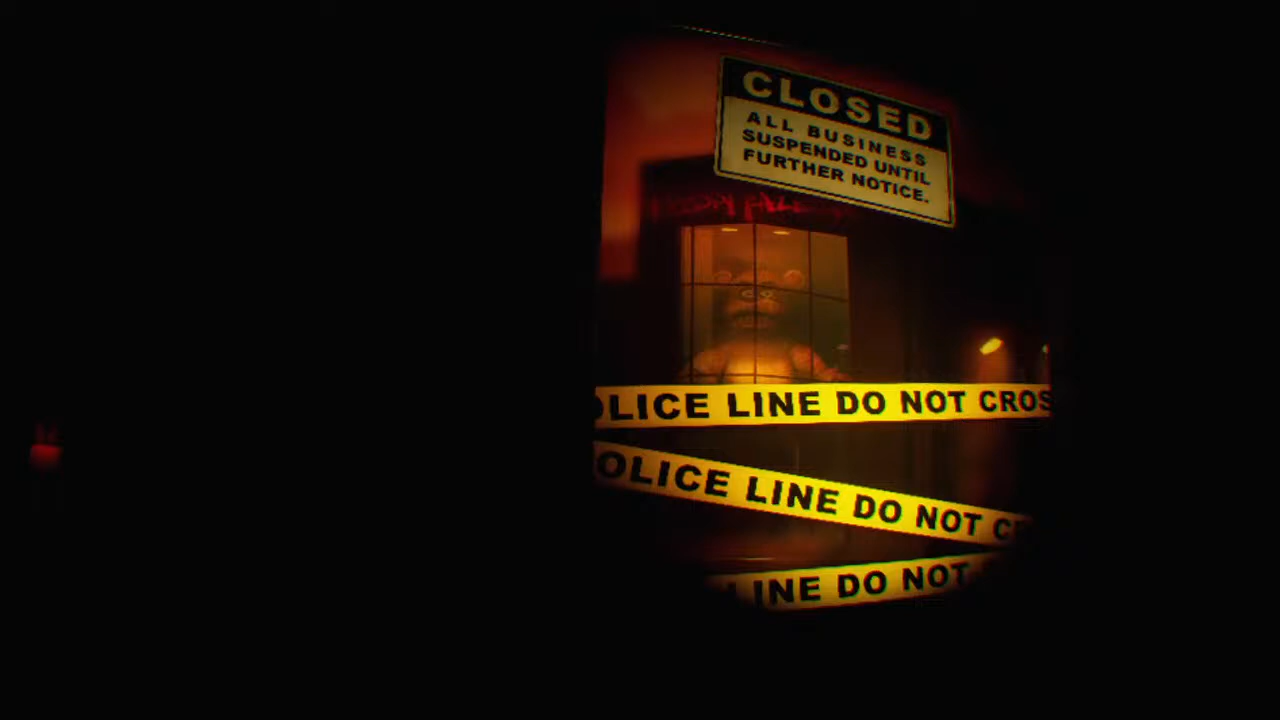 CLOSED
ALL BUSINESS
SUSPENDED UNTIL
FURTHER NOTICE.
OLICE LINE DO NOT CROS
OLICE LINE DO NOT CR
LINE DO NOT